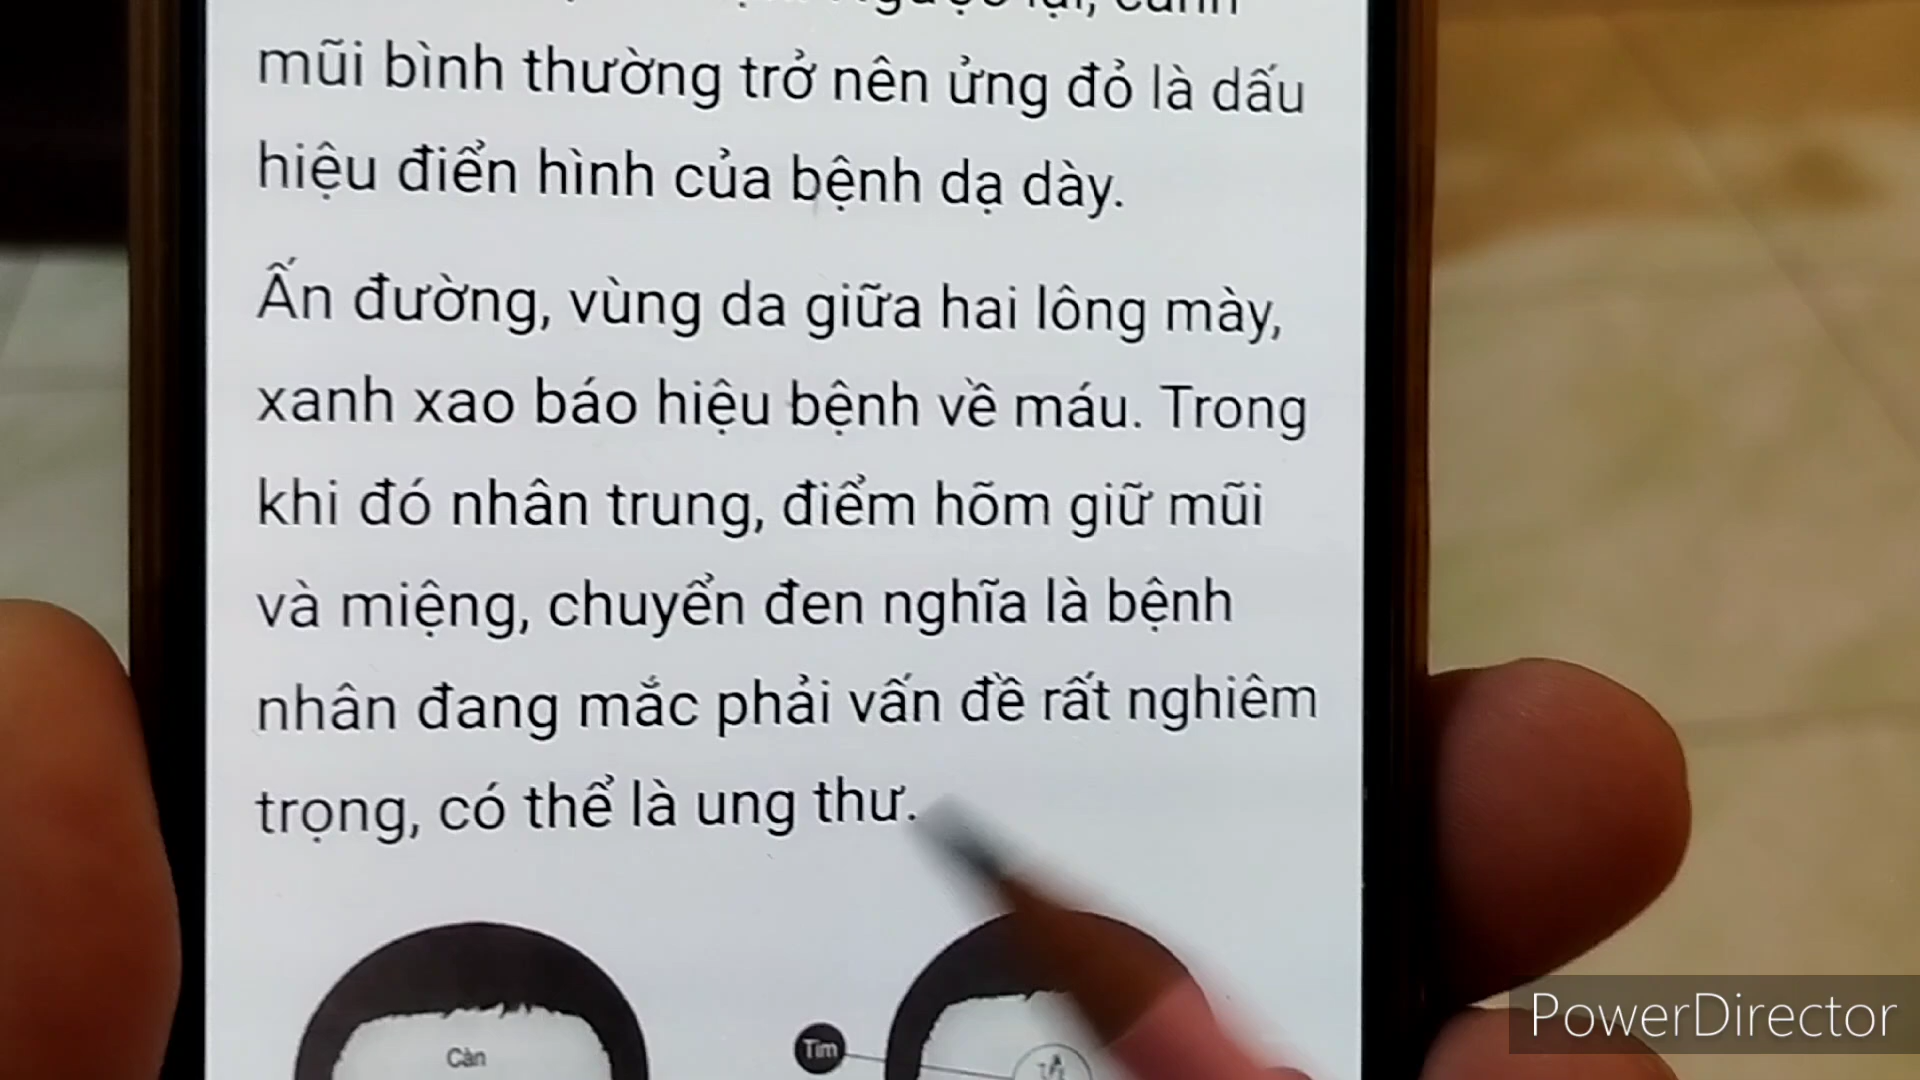 mũi bình thường trở nên ửng đỏ là dấu
hiệu điển hình của bệnh dạ dày.
Ấn đường, vùng da giữa hai lông mày,
xanh xao báo hiệu bệnh về máu. Trong
khi đó nhân trung, điểm hõm giữ mũi
và miệng, chuyển đen nghĩa là bệnh
nhân đang mắc phải vấn đề rất nghiêm
trọng, có thể là ung thư.
Càn
Tim
PowerDirector